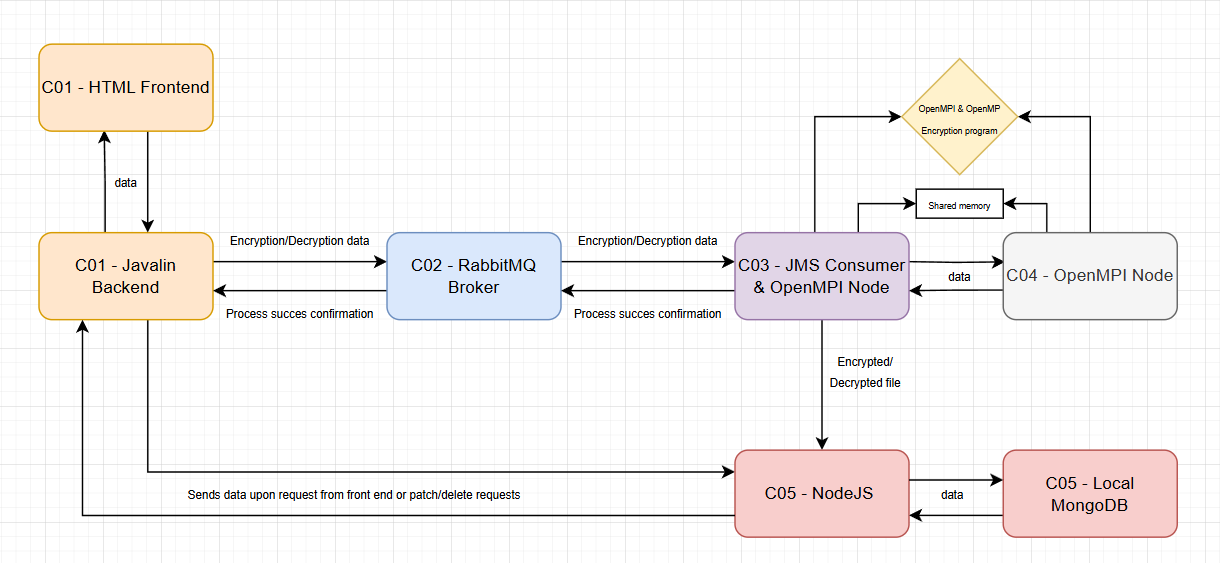 C01 - HTML Frontend
OpenMPI & OpenMP
Encryption program
data
Shared memory
Encryption/Decryption data
Encryption/Decryption data
C01 - Javalin
Backend
C02 - RabbitMQ
Broker
C03 - JMS Consumer
& OpenMPI Node
data
C04 - OpenMPI Node
Process succes confirmation
Process succes confirmation
Encrypted/
Decrypted file
Sends data upon request from front end or patch/delete requests
C05 - NodeJS
data
C05 - Local
MongoDB